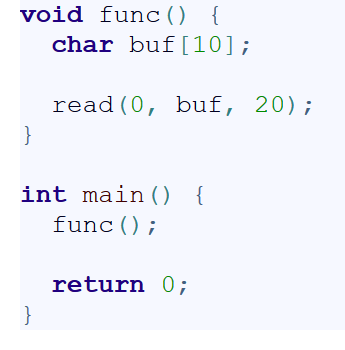 void func() {
  char buf[10];

  read(0, buf, 20);
}

int main() {
  func();

  return 0;
}